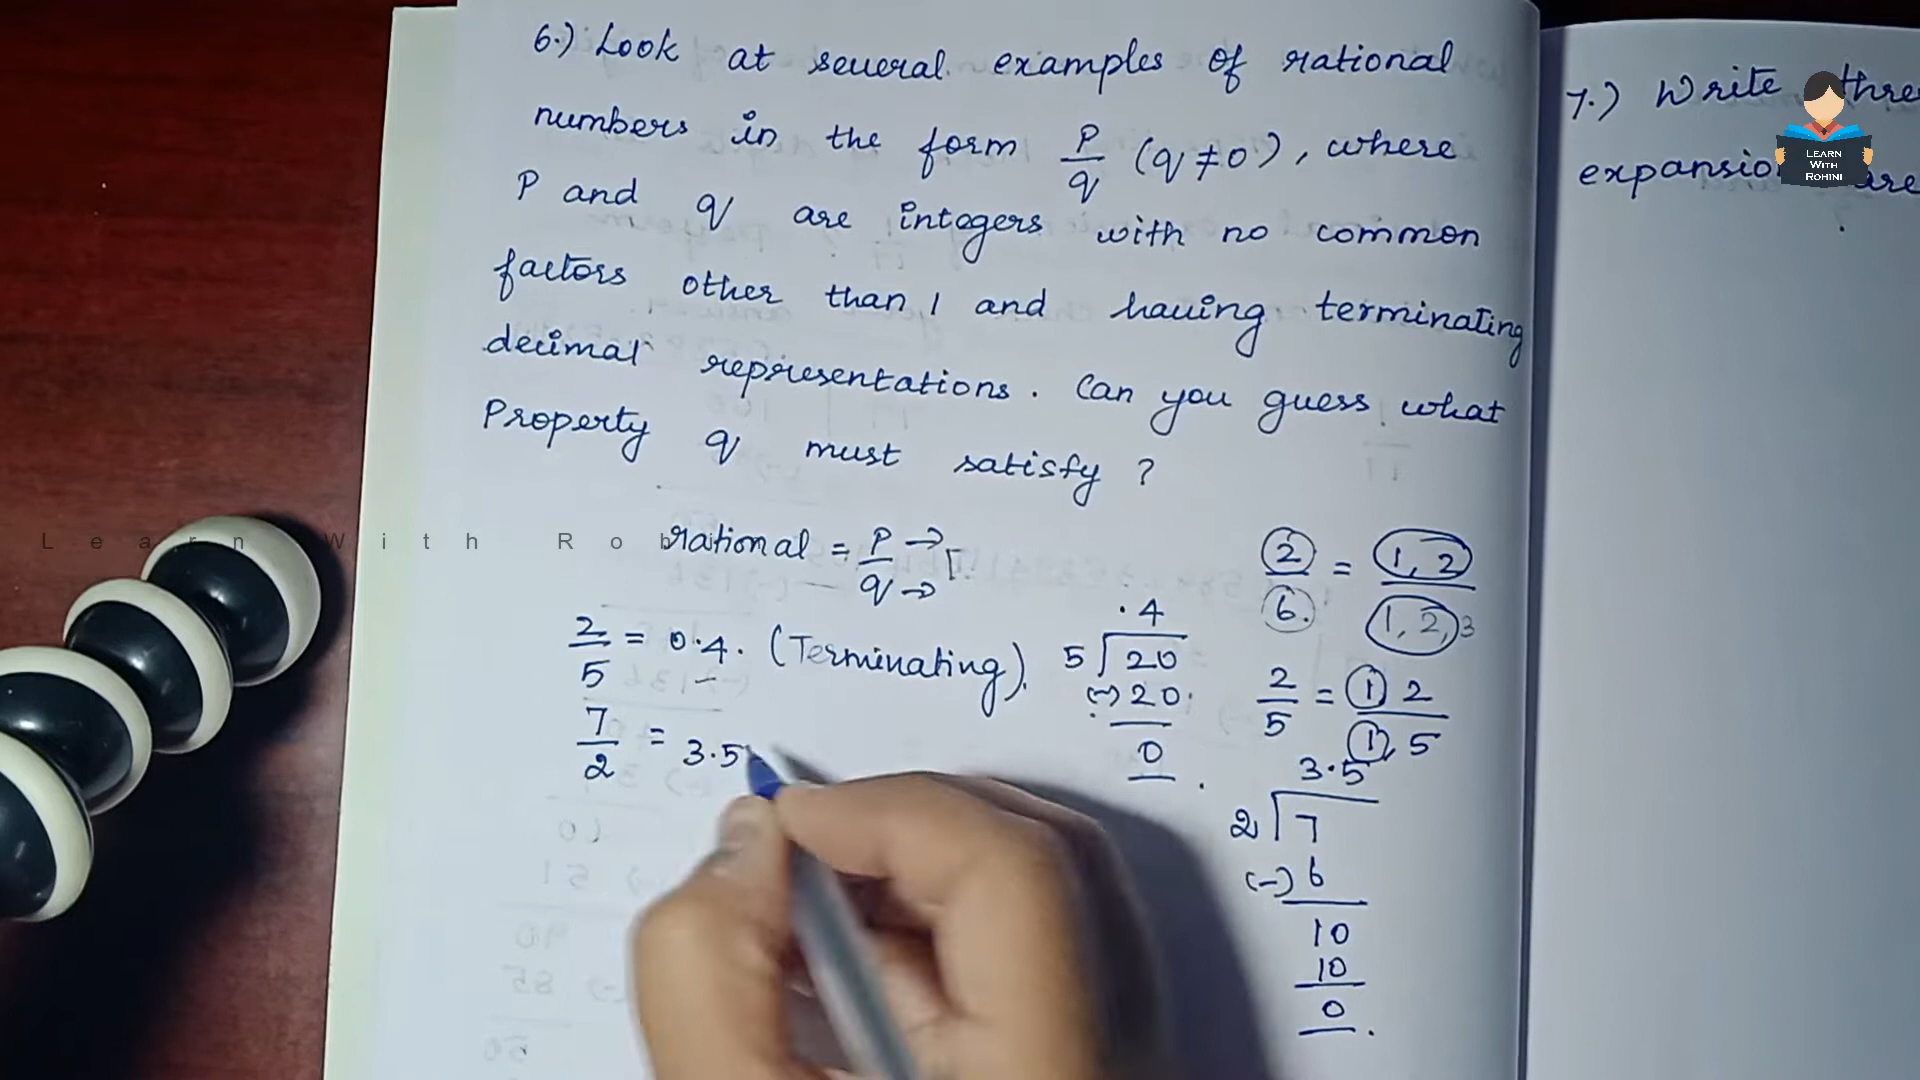 6.) Look at several examples of rational
numbers in the form P/q (q ≠ 0), where
P and q are integers with no common
factors other than 1 and having terminating
decimal representations. Can you guess what
Property q must satisfy?
rational = P/q → I.
→
2/5 = 0.4. (Terminating).
7/2 = 3.5
.4
5 20
(-) 20
0
2/6. = 1, 2 / 1, 2, 3
2/5 = 1 2 / 1, 5
3.5
2 7
(-) 6
10
10
0
7.) Write thre
expansio are
LEARN
WITH
ROHINI
Learn With Ro